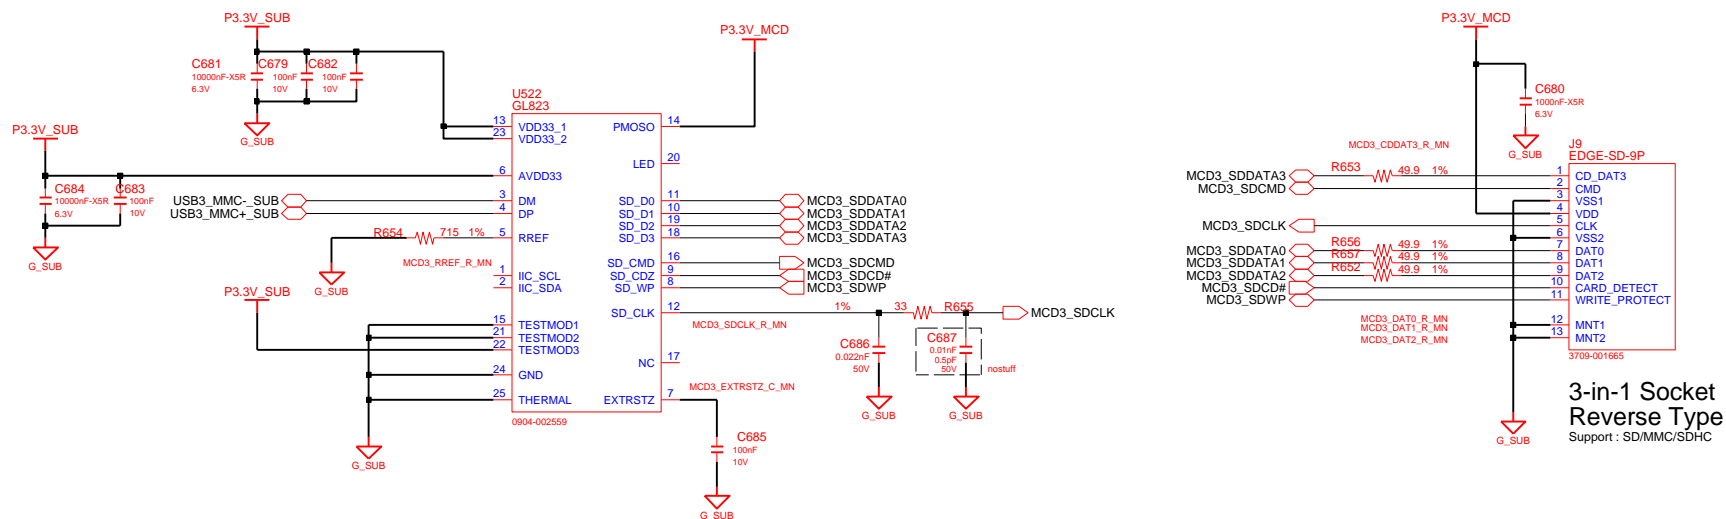 P3.3V_SUB
C681
10000nF-X5R
6.3V
C679
100nF
10V
C682
100nF
10V
G_SUB
P3.3V_MCD
P3.3V_SUB
C684
10000nF-X5R
6.3V
C683
100nF
10V
G_SUB
USB3_MMC-_SUB
USB3_MMC+_SUB
R654
715 1%
MCD3_RREF_R_MN
G_SUB
P3.3V_SUB
G_SUB
U522
GL823
13 VDD33_1
23 VDD33_2
6 AVDD33
3 DM
4 DP
5 RREF
1 IIC_SCL
2 IIC_SDA
15 TESTMOD1
21 TESTMOD2
22 TESTMOD3
24 GND
25 THERMAL
PMOSO 14
LED 20
SD_D0 11
SD_D1 10
SD_D2 19
SD_D3 18
SD_CMD 16
SD_CDZ 9
SD_WP 8
SD_CLK 12
NC 17
EXTRSTZ 7
0904-002559
MCD3_SDDATA0
MCD3_SDDATA1
MCD3_SDDATA2
MCD3_SDDATA3
MCD3_SDCMD
MCD3_SDCD#
MCD3_SDWP
1% 33 R655
MCD3_SDCLK
MCD3_SDCLK_R_MN
C686
0.022nF
50V
G_SUB
C687
0.01nF
0.5pF
50V
nostuff
G_SUB
MCD3_EXTRSTZ_C_MN
C685
100nF
10V
G_SUB
P3.3V_MCD
C680
1000nF-X5R
6.3V
G_SUB
MCD3_CDDAT3_R_MN
MCD3_SDDATA3
R653
49.9 1%
MCD3_SDCMD
MCD3_SDCLK
MCD3_SDDATA0
R656
49.9 1%
MCD3_SDDATA1
R657
49.9 1%
MCD3_SDDATA2
R652
49.9 1%
MCD3_SDCD#
MCD3_SDWP
MCD3_DAT0_R_MN
MCD3_DAT1_R_MN
MCD3_DAT2_R_MN
J9
EDGE-SD-9P
1 CD_DAT3
2 CMD
3 VSS1
4 VDD
5 CLK
6 VSS2
7 DAT0
8 DAT1
9 DAT2
10 CARD_DETECT
11 WRITE_PROTECT
12 MNT1
13 MNT2
3709-001665
G_SUB
3-in-1 Socket
Reverse Type
Support : SD/MMC/SDHC